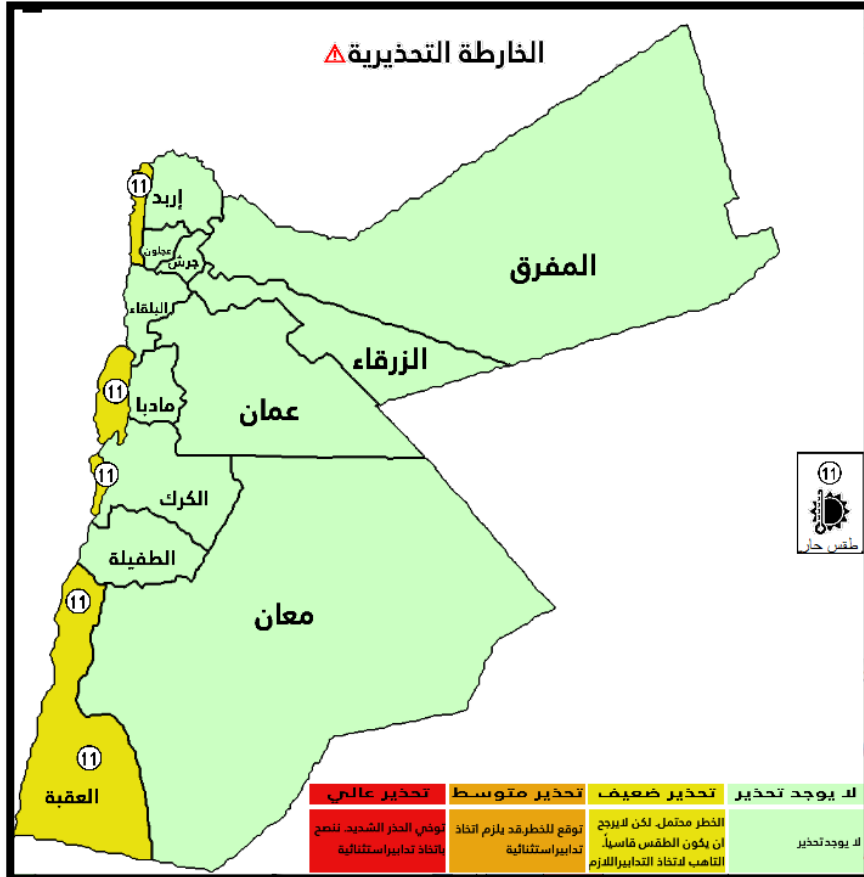 الخارطة التحذيرية
11
إربد
عجلون
جرش
المفرق
البلقاء
الزرقاء
11
مادبا
عمان
11
الكرك
11
طقس حار
الطفيلة
11
معان
11
العقبة
لا يوجد تحذير
تحذير ضعيف
تحذير متوسط
تحذير عالي
لا يوجد تحذير
الخطر محتمل. لكن لايرجح
ان يكون الطقس قاسياً.
التاهب لاتخاذ التدابيراللازم
توقع للخطر.قد يلزم اتخاذ
تدابيراستثنائية
توخي الحذر الشديد. ننصح
باتخاذ تدابيراستثنائية